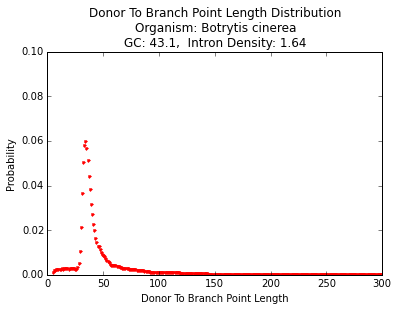 Donor To Branch Point Length Distribution
Organism: Botrytis cinerea
GC: 43.1,  Intron Density: 1.64
0.10
0.08
0.06
0.04
0.02
0.00
Probability
0 50 100 150 200 250 300
Donor To Branch Point Length